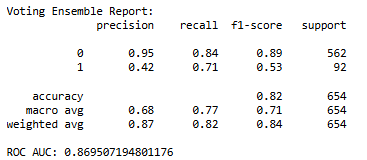 Voting Ensemble Report:
precision recall f1-score support
0 0.95 0.84 0.89 562
1 0.42 0.71 0.53 92
accuracy 0.82 654
macro avg 0.68 0.77 0.71 654
weighted avg 0.87 0.82 0.84 654
ROC AUC: 0.869507194801176